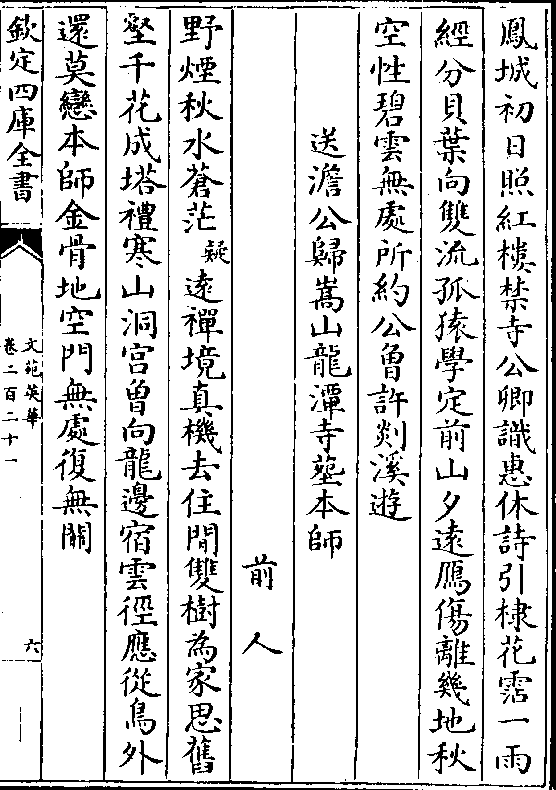 鳳城初日照紅樓禁寺公卿識惠休詩引棣花霑一雨
經分貝葉向雙流孤猿學定前山夕遠鴈傷離幾地秋
空性碧雲無處所約公曾許剡溪遊
送澹公歸嵩山龍潭寺塟本師
前人
野煙秋水蒼茫疑遠禪境真機去住間雙樹為家思舊
壑千花成塔禮寒山洞宮曾向龍邊宿雲徑應從鳥外
還莫戀本師金骨地空門無處復無關
欽定四庫全書
文苑英華
卷二百二十一
六